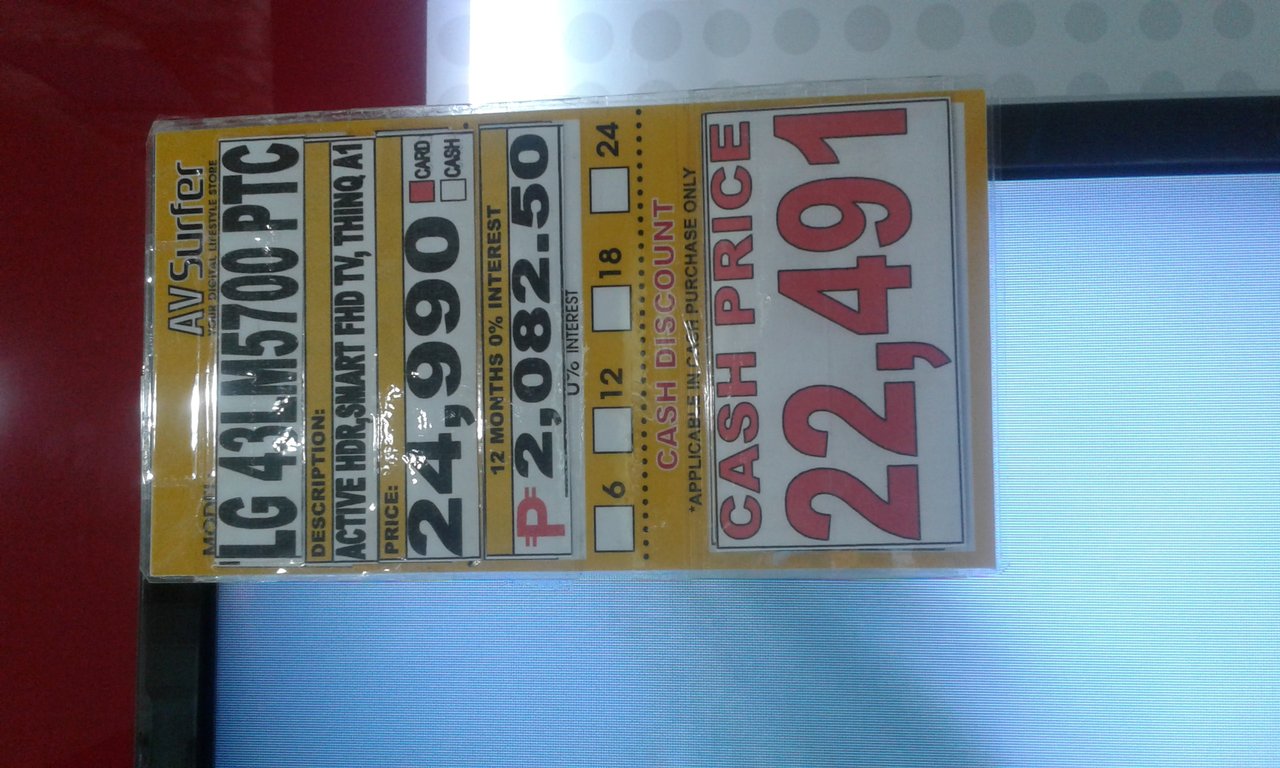 AV Surfer
YOUR DIGITAL LIFESTYLE STORE
MODEL
LG 43LM5700 PTC
DESCRIPTION:
ACTIVE HDR,SMART FHD TV, THINQ A1
PRICE:
24,990 CARD
CASH
12 MONTHS 0% INTEREST
₱ 2,082.50
0% INTEREST
6 12 18 24
CASH DISCOUNT
*APPLICABLE IN CASH PURCHASE ONLY
CASH PRICE
22,491